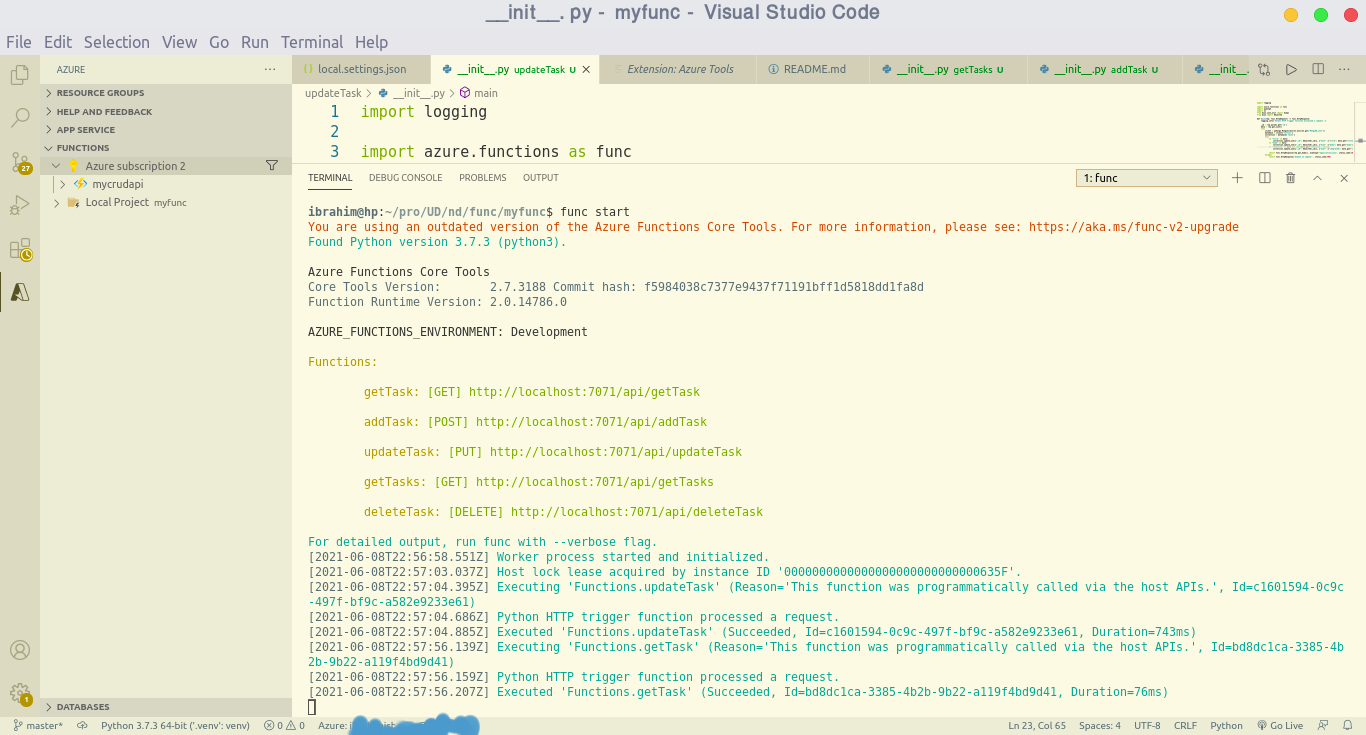 __init__. py - myfunc - Visual Studio Code
File Edit Selection View Go Run Terminal Help
AZURE
RESOURCE GROUPS
HELP AND FEEDBACK
APP SERVICE
FUNCTIONS
Azure subscription 2
mycrudapi
Local Project myfunc
DATABASES
27
1
local.settings.json
__init__.py updateTask U
Extension: Azure Tools
README.md
__init__.py getTasks U
__init__.py addTask U
__init__.
updateTask > __init__.py > main
1 import logging
2
3 import azure.functions as func
TERMINAL DEBUG CONSOLE PROBLEMS OUTPUT
1: func
ibrahim@hp:~/pro/UD/nd/func/myfunc$ func start
You are using an outdated version of the Azure Functions Core Tools. For more information, please see: https://aka.ms/func-v2-upgrade
Found Python version 3.7.3 (python3).
Azure Functions Core Tools
Core Tools Version:       2.7.3188 Commit hash: f5984038c7377e9437f71191bff1d5818dd1fa8d
Function Runtime Version: 2.0.14786.0
AZURE_FUNCTIONS_ENVIRONMENT: Development
Functions:
getTask: [GET] http://localhost:7071/api/getTask
addTask: [POST] http://localhost:7071/api/addTask
updateTask: [PUT] http://localhost:7071/api/updateTask
getTasks: [GET] http://localhost:7071/api/getTasks
deleteTask: [DELETE] http://localhost:7071/api/deleteTask
For detailed output, run func with --verbose flag.
[2021-06-08T22:56:58.551Z] Worker process started and initialized.
[2021-06-08T22:57:03.037Z] Host lock lease acquired by instance ID '0000000000000000000000000000635F'.
[2021-06-08T22:57:04.395Z] Executing 'Functions.updateTask' (Reason='This function was programmatically called via the host APIs.', Id=c1601594-0c9c
-497f-bf9c-a582e9233e61)
[2021-06-08T22:57:04.686Z] Python HTTP trigger function processed a request.
[2021-06-08T22:57:04.885Z] Executed 'Functions.updateTask' (Succeeded, Id=c1601594-0c9c-497f-bf9c-a582e9233e61, Duration=743ms)
[2021-06-08T22:57:56.139Z] Executing 'Functions.getTask' (Reason='This function was programmatically called via the host APIs.', Id=bd8dc1ca-3385-4b
2b-9b22-a119f4bd9d41)
[2021-06-08T22:57:56.159Z] Python HTTP trigger function processed a request.
[2021-06-08T22:57:56.207Z] Executed 'Functions.getTask' (Succeeded, Id=bd8dc1ca-3385-4b2b-9b22-a119f4bd9d41, Duration=76ms)
master* Python 3.7.3 64-bit ('.venv': venv) 0 0 Azure: Ln 23, Col 65 Spaces: 4 UTF-8 CRLF Python Go Live